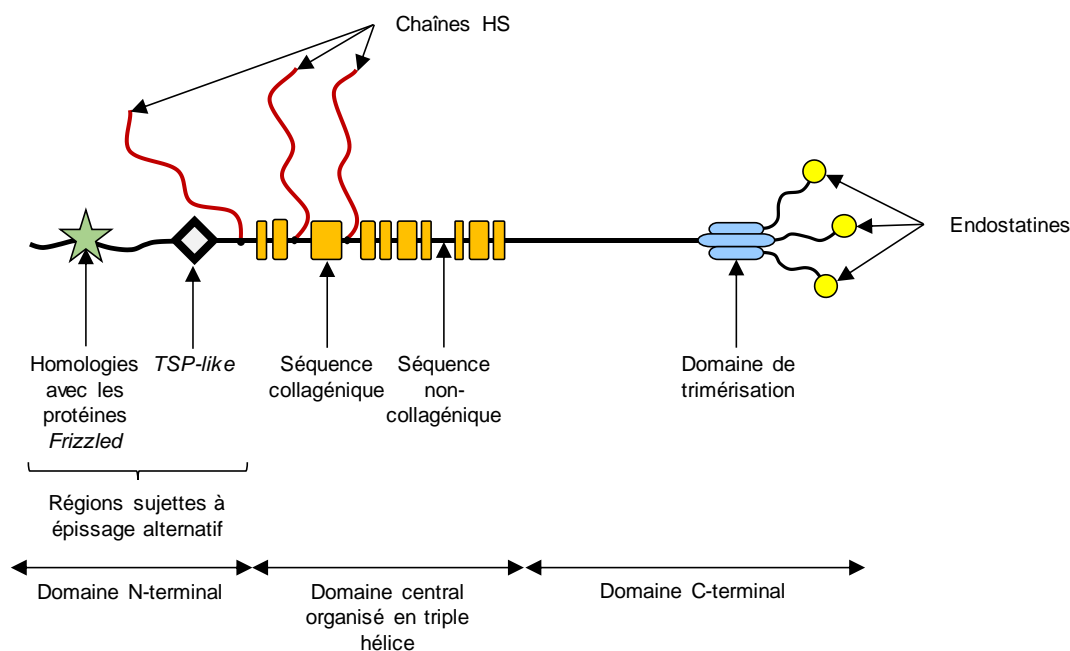 Chaînes HS
Endostatines
Homologies
avec les
protéines
Frizzled
TSP-like
Séquence
collagénique
Séquence
non-
collagénique
Domaine de
trimérisation
Régions sujettes à
épissage alternatif
Domaine N-terminal
Domaine central
organisé en triple
hélice
Domaine C-terminal